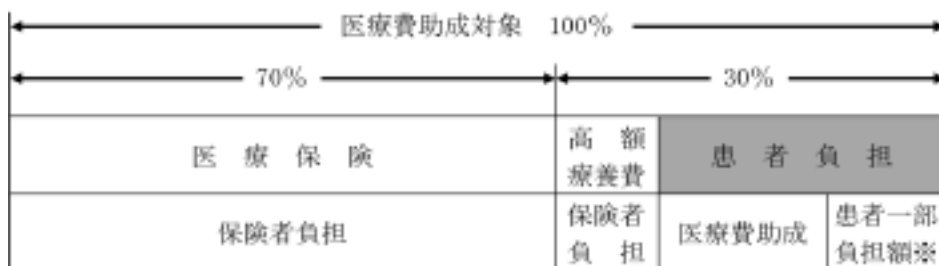 医療費助成対象 100%
70%
30%
医療保険
高額
療養費
患者負担
保険者負担
保険者
負担
医療費助成
患者一部
負担額※